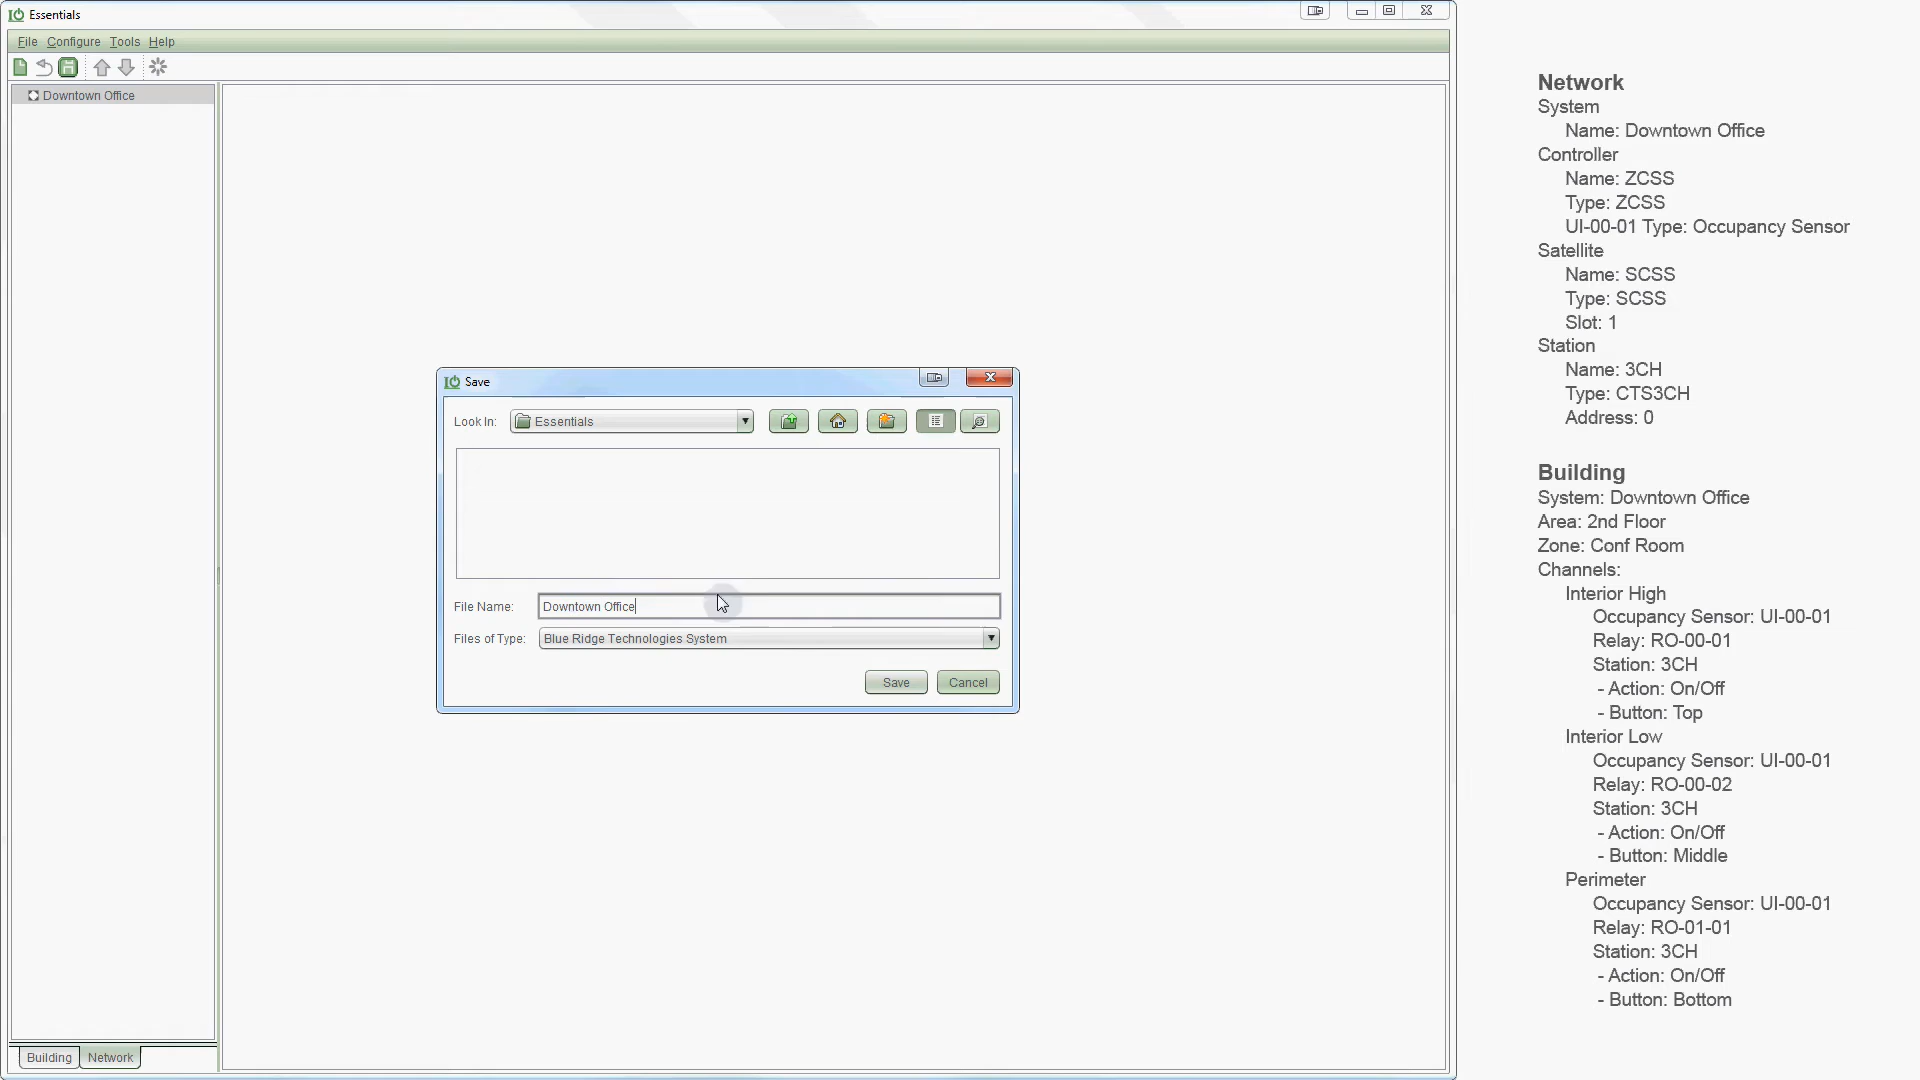 Essentials
File Configure Tools Help
Downtown Office
Save
Look In: Essentials
File Name: Downtown Office
Files of Type: Blue Ridge Technologies System
Save Cancel
Building Network
Network
System
Name: Downtown Office
Controller
Name: ZCSS
Type: ZCSS
UI-00-01 Type: Occupancy Sensor
Satellite
Name: SCSS
Type: SCSS
Slot: 1
Station
Name: 3CH
Type: CTS3CH
Address: 0
Building
System: Downtown Office
Area: 2nd Floor
Zone: Conf Room
Channels:
Interior High
Occupancy Sensor: UI-00-01
Relay: RO-00-01
Station: 3CH
- Action: On/Off
- Button: Top
Interior Low
Occupancy Sensor: UI-00-01
Relay: RO-00-02
Station: 3CH
- Action: On/Off
- Button: Middle
Perimeter
Occupancy Sensor: UI-00-01
Relay: RO-01-01
Station: 3CH
- Action: On/Off
- Button: Bottom